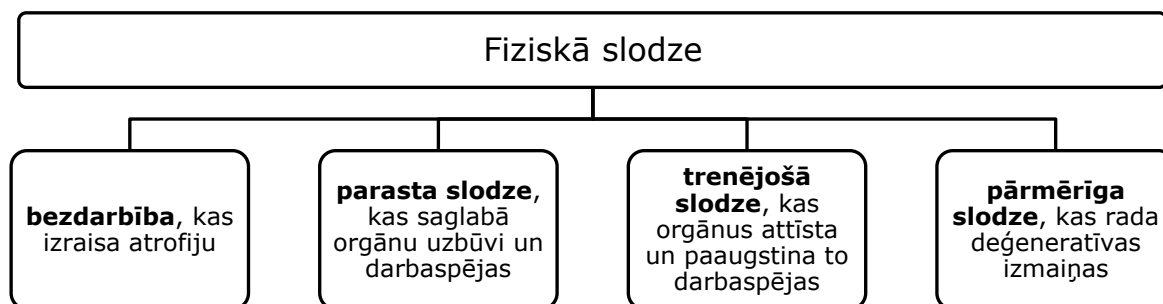 Fiziskā slodze
bezdarbība, kas
izraisa atrofiju
parasta slodze,
kas saglabā
orgānu uzbūvi un
darbaspējas
trenējošā
slodze, kas
orgānus attīsta
un paaugstina to
darbaspējas
pārmērīga
slodze, kas rada
deģeneratīvas
izmaiņas